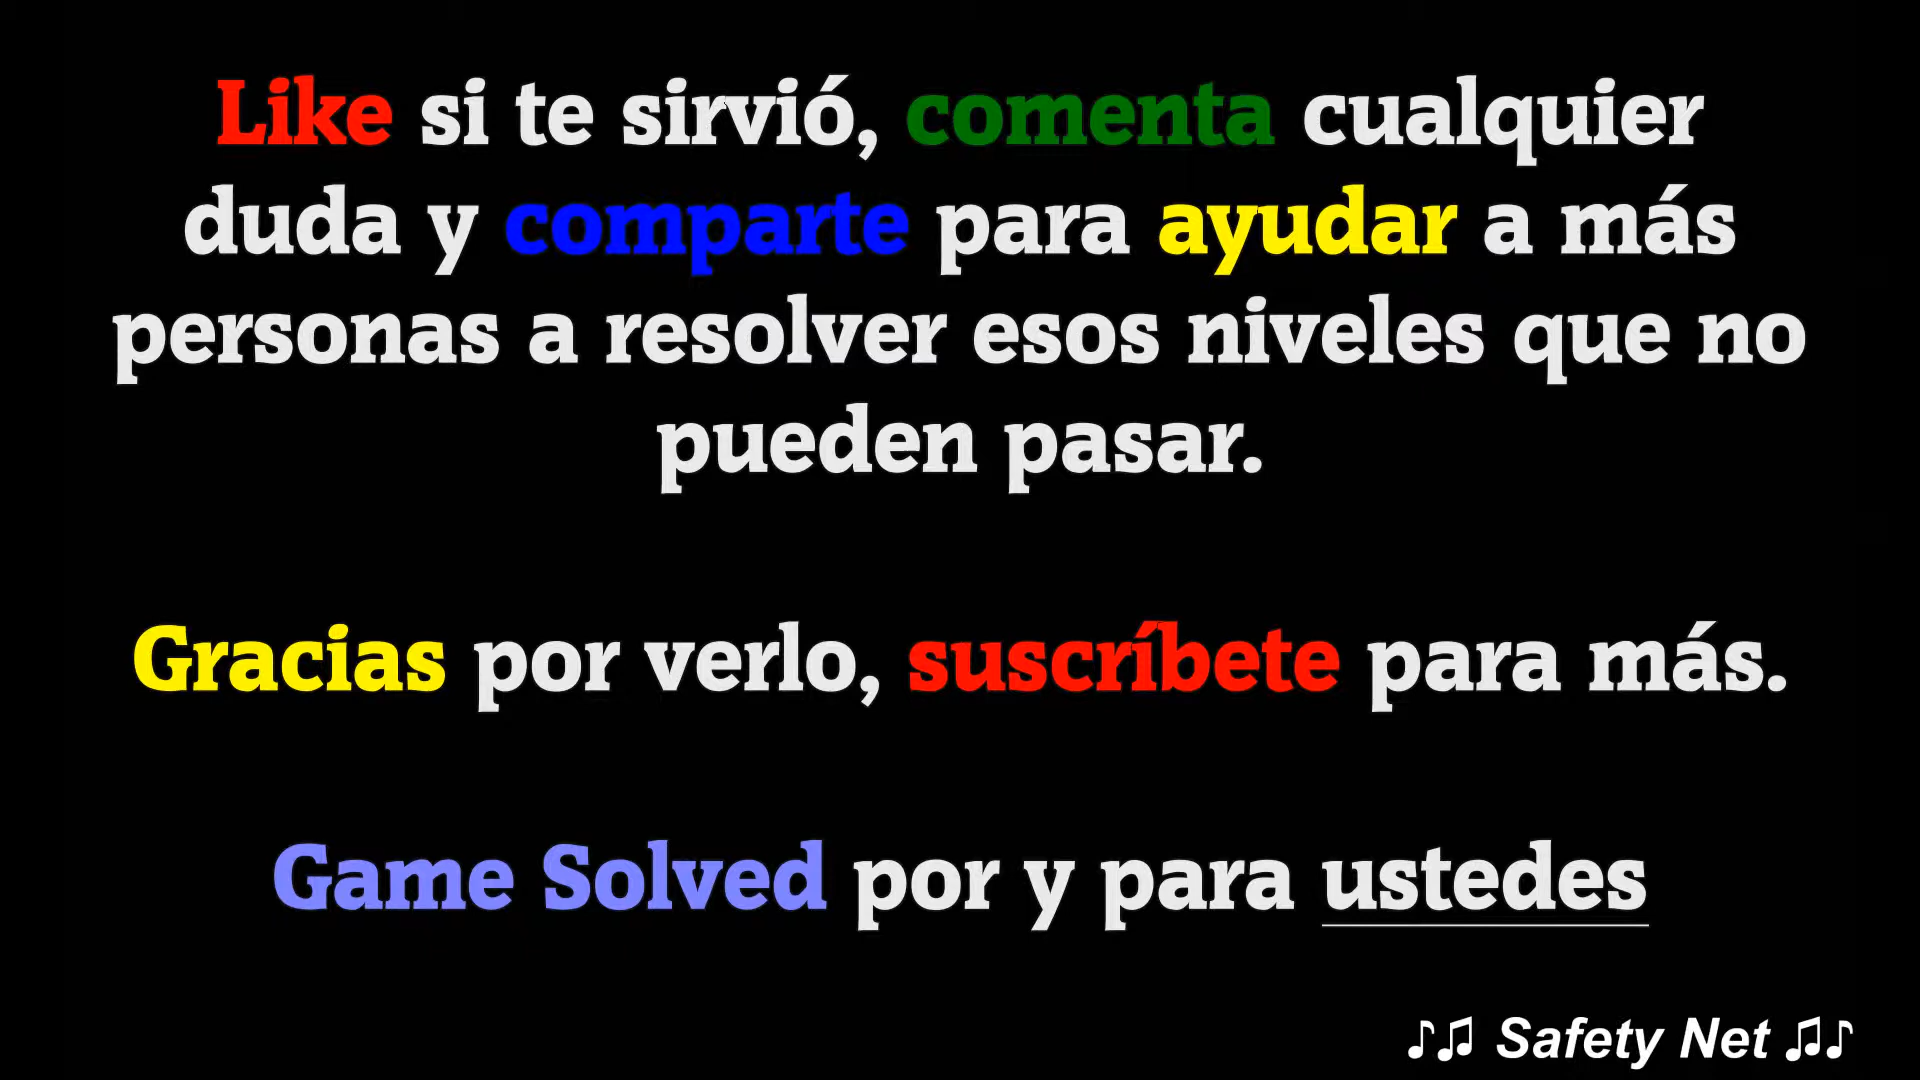 Like si te sirvió, comenta cualquier
duda y comparte para ayudar a más
personas a resolver esos niveles que no
pueden pasar.
Gracias por verlo, suscríbete para más.
Game Solved por y para ustedes
♪♫ Safety Net ♫♪